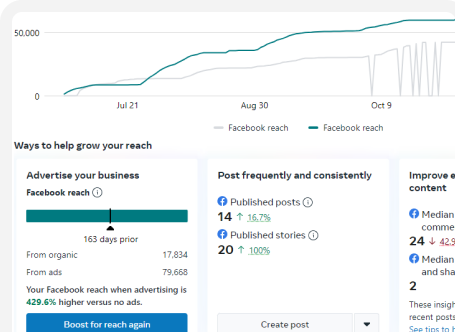 50,000
0
Jul 21 Aug 30 Oct 9
Facebook reach Facebook reach
Ways to help grow your reach
Advertise your business
Facebook reach
163 days prior
From organic 17,834
From ads 79,668
Your Facebook reach when advertising is
429.6% higher versus no ads.
Boost for reach again
Post frequently and consistently
Published posts
14 ↑ 16.7%
Published stories
20 ↑ 100%
Create post
Improve e
content
Median
comme
24 ↓ 42.9
Median
and sha
2
These insigh
recent posts
See tips to h